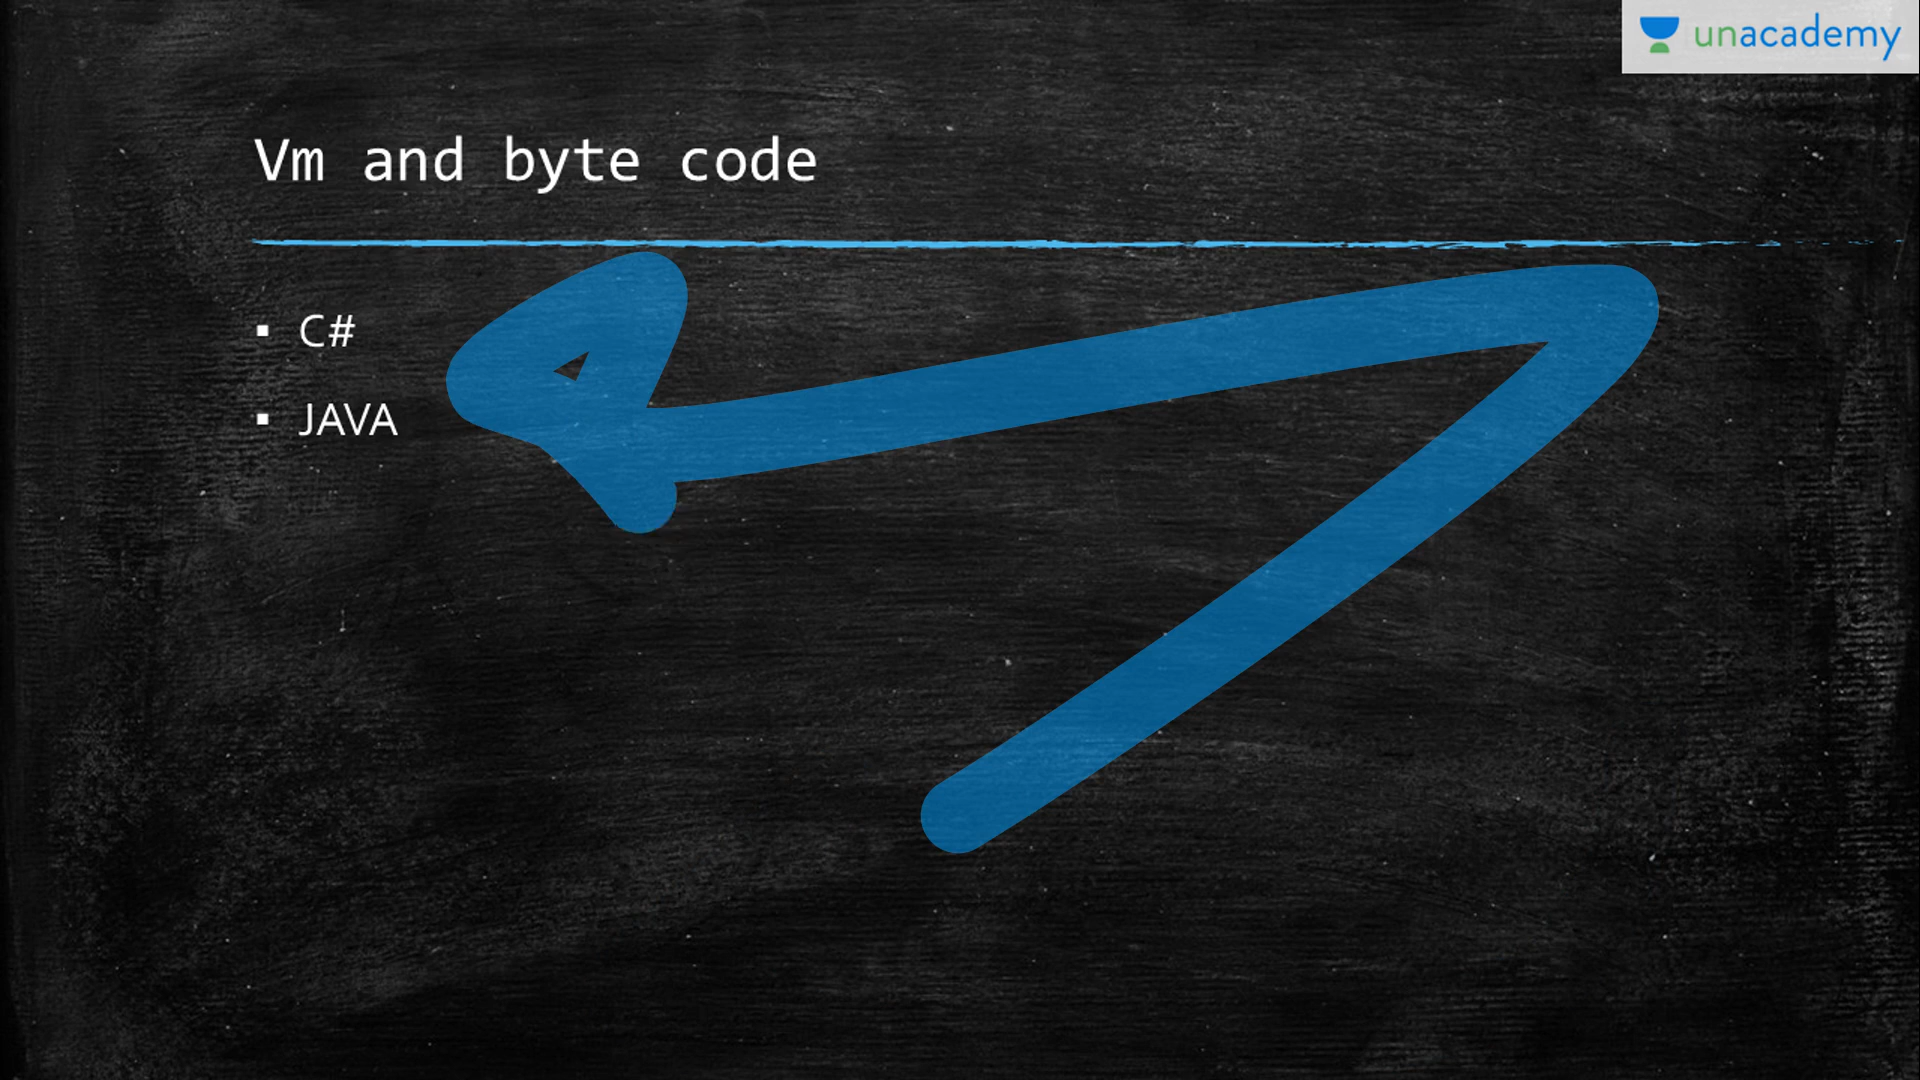 unacademy
Vm and byte code
▪ C#
▪ JAVA